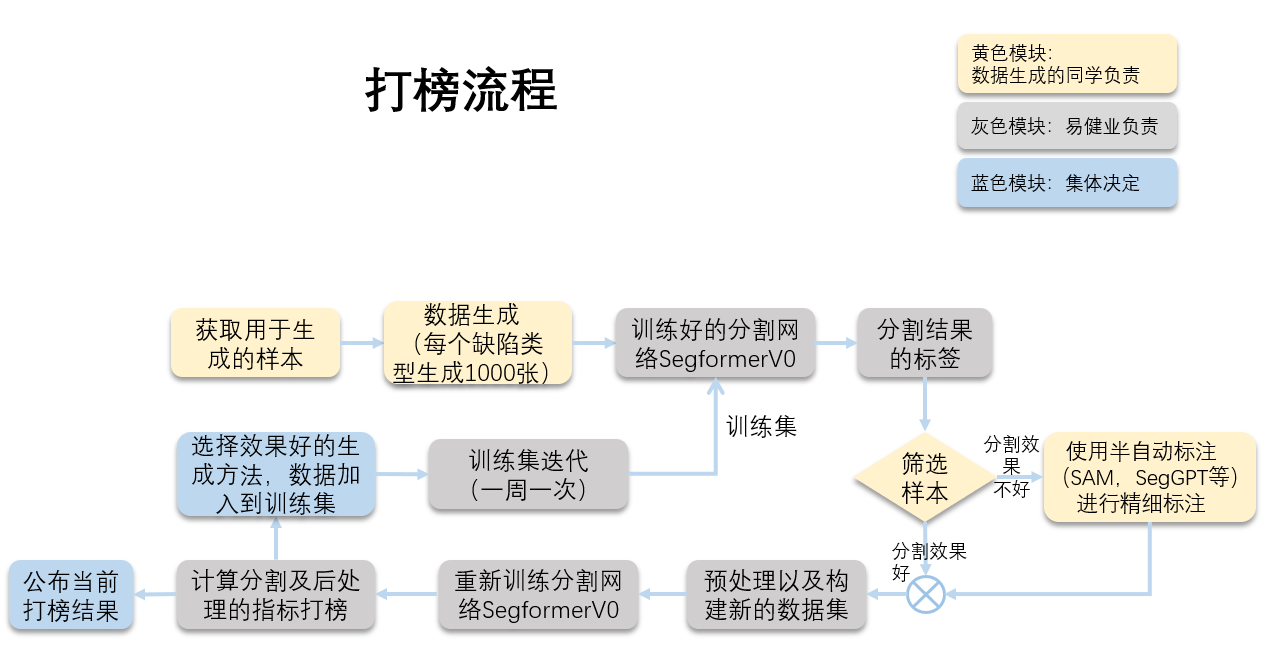 打榜流程
黄色模块：
数据生成的同学负责
灰色模块：易健业负责
蓝色模块：集体决定
获取用于生
成的样本
数据生成
（每个缺陷类
型生成1000张）
训练好的分割网
络SegformerV0
分割结果
的标签
选择效果好的生
成方法，数据加
入到训练集
训练集迭代
（一周一次）
训练集
筛选
样本
分割效
果
不好
使用半自动标注
（SAM，SegGPT等）
进行精细标注
分割效果
好
公布当前
打榜结果
计算分割及后处
理的指标打榜
重新训练分割网
络SegformerV0
预处理以及构
建新的数据集